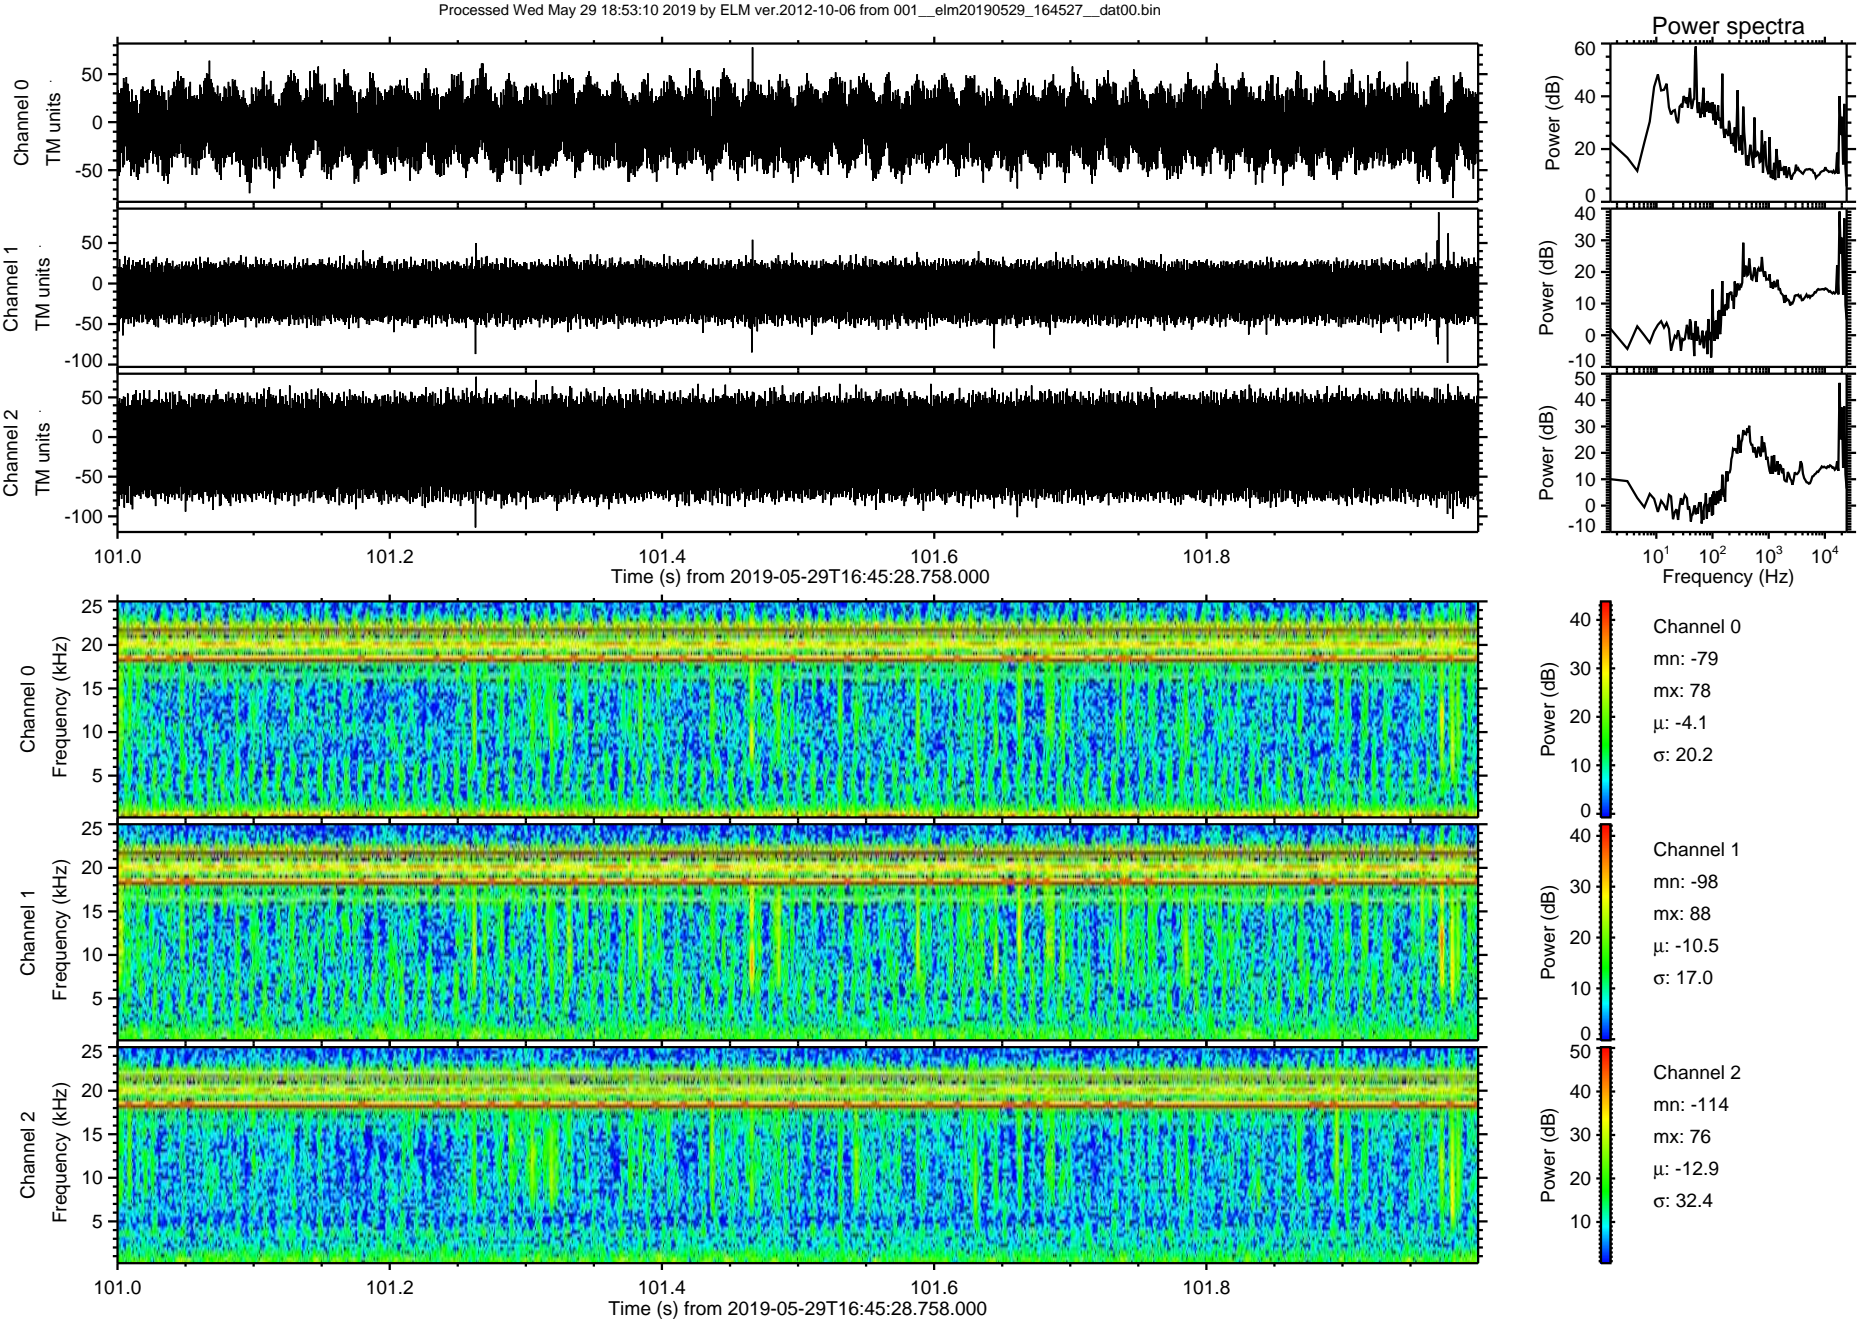 Processed Wed May 29 18:53:10 2019 by ELM ver.2012-10-06 from 001__elm20190529_164527__dat00.bin
Power spectra
Channel 0
TM units
50
0
-50
Power (dB)
60
40
20
0
Channel 1
TM units
50
0
-50
-100
Power (dB)
40
30
20
10
0
-10
Channel 2
TM units
50
0
-50
-100
Power (dB)
50
40
30
20
10
0
-10
101.0 101.2 101.4 101.6 101.8
Time (s) from 2019-05-29T16:45:28.758.000
10^1 10^2 10^3 10^4
Frequency (Hz)
Channel 0
Frequency (kHz)
25
20
15
10
5
Power (dB)
40
30
20
10
0
Channel 0
mn: -79
mx: 78
µ: -4.1
σ: 20.2
Channel 1
Frequency (kHz)
25
20
15
10
5
Power (dB)
40
30
20
10
0
Channel 1
mn: -98
mx: 88
µ: -10.5
σ: 17.0
Channel 2
Frequency (kHz)
25
20
15
10
5
Power (dB)
50
40
30
20
10
Channel 2
mn: -114
mx: 76
µ: -12.9
σ: 32.4
101.0 101.2 101.4 101.6 101.8
Time (s) from 2019-05-29T16:45:28.758.000